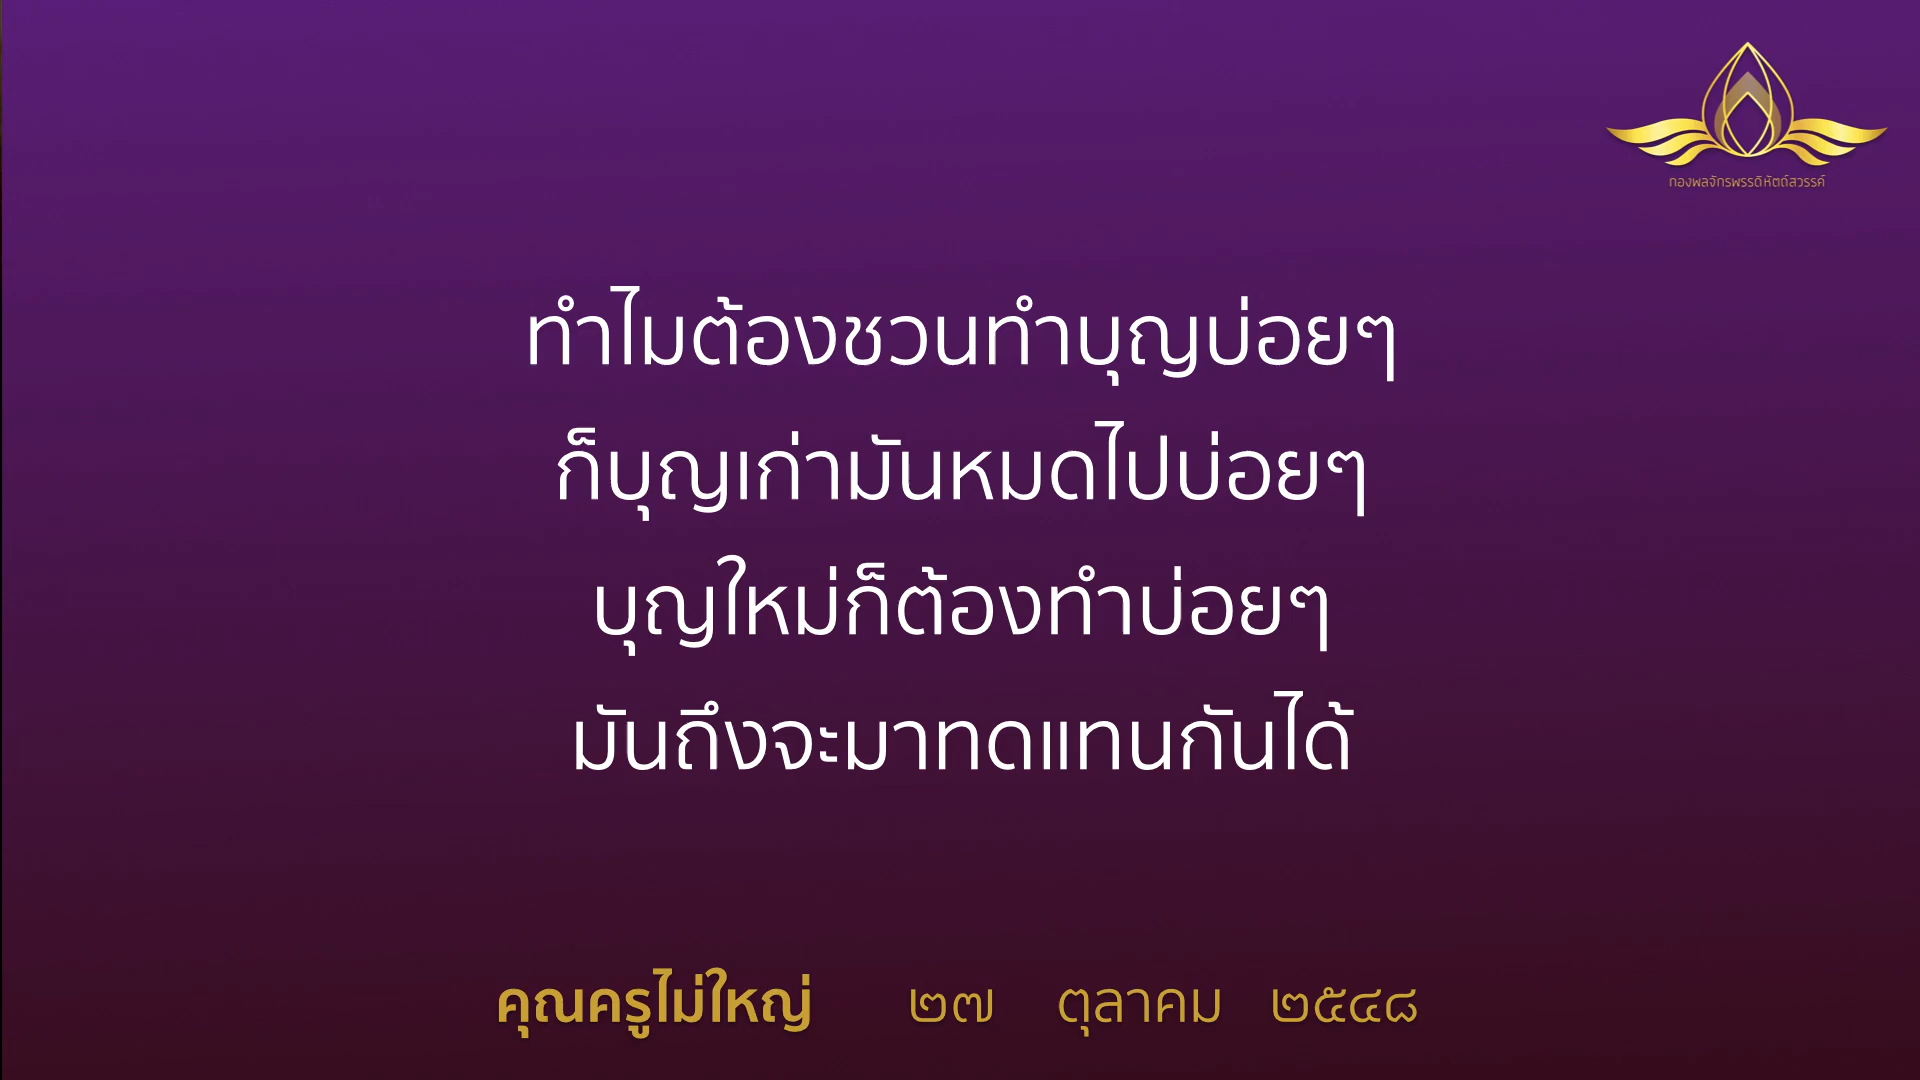 กองพลจักรพรรดิหัตถ์สวรรค์
ทำไมต้องชวนทำบุญบ่อยๆ
ก็บุญเก่ามันหมดไปบ่อยๆ
บุญใหม่ก็ต้องทำบ่อยๆ
มันถึงจะมาทดแทนกันได้
คุณครูไม่ใหญ่ ๒๗ ตุลาคม ๒๕๔๘